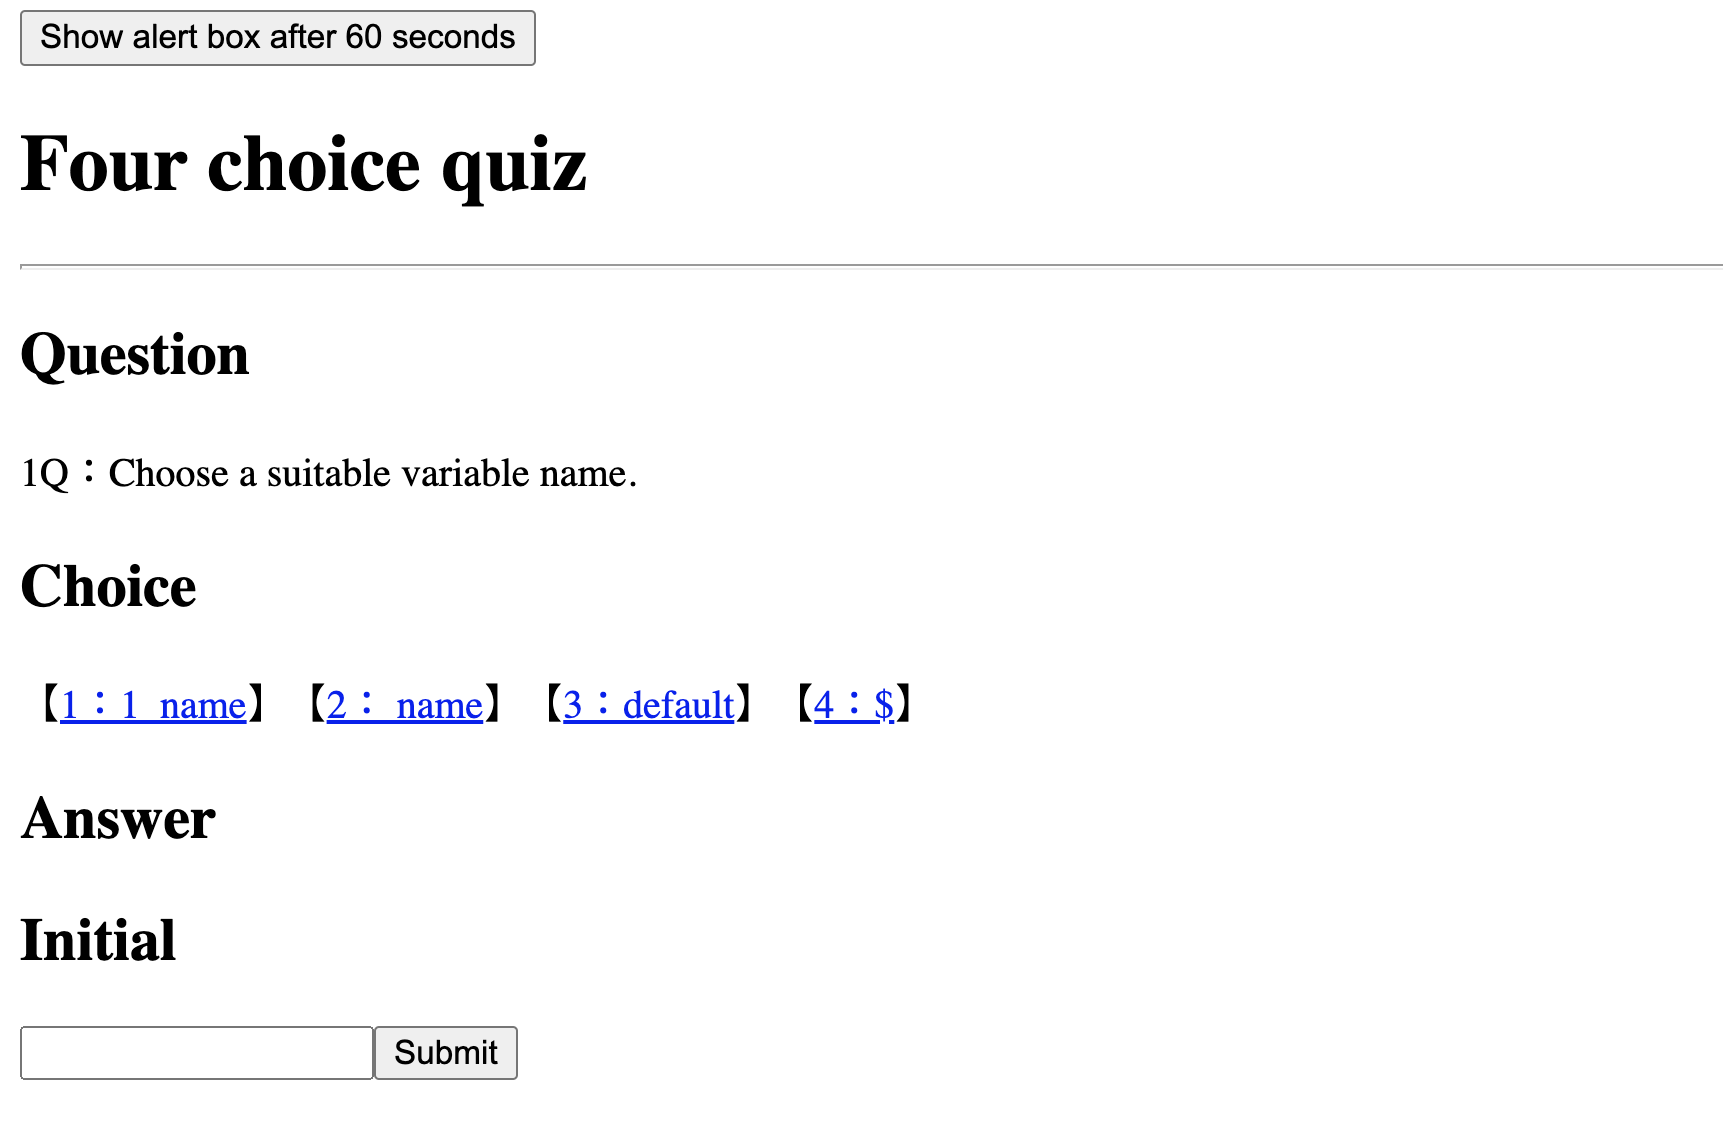 Show alert box after 60 seconds
Four choice quiz
Question
1Q：Choose a suitable variable name.
Choice
【1：1_name】 【2：_name】 【3：default】 【4：$】
Answer
Initial
Submit